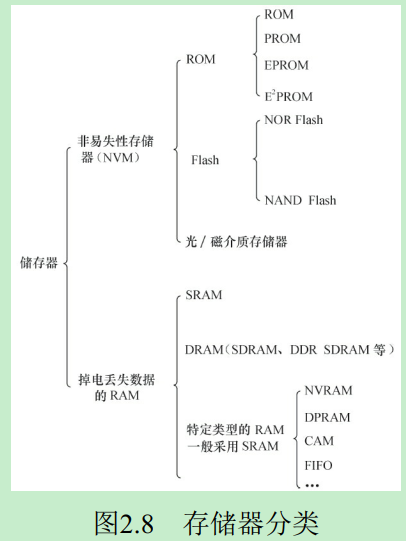 ROM
PROM
EPROM
E²PROM
ROM
NOR Flash
NAND Flash
Flash
光／磁介质存储器
非易失性存储
器(NVM)
储存器
SRAM
DRAM(SDRAM、DDR SDRAM 等)
特定类型的 RAM
一般采用 SRAM
NVRAM
DPRAM
CAM
FIFO
…
掉电丢失数据
的 RAM
图2.8 存储器分类